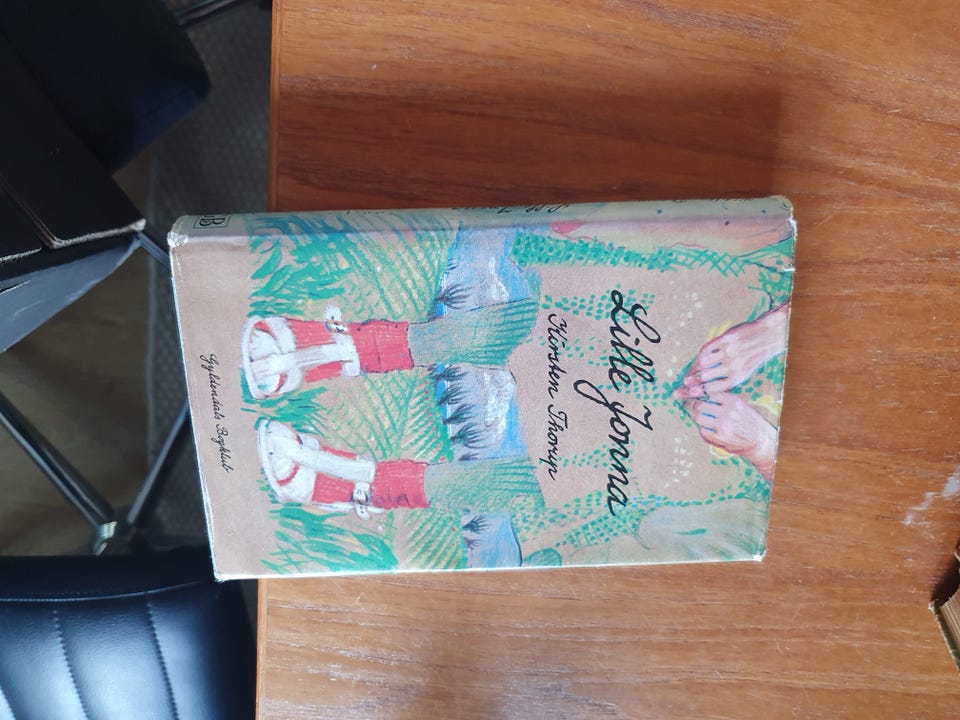 Lille Jonna
Kirsten Thorup
Gyldendals Bogklub